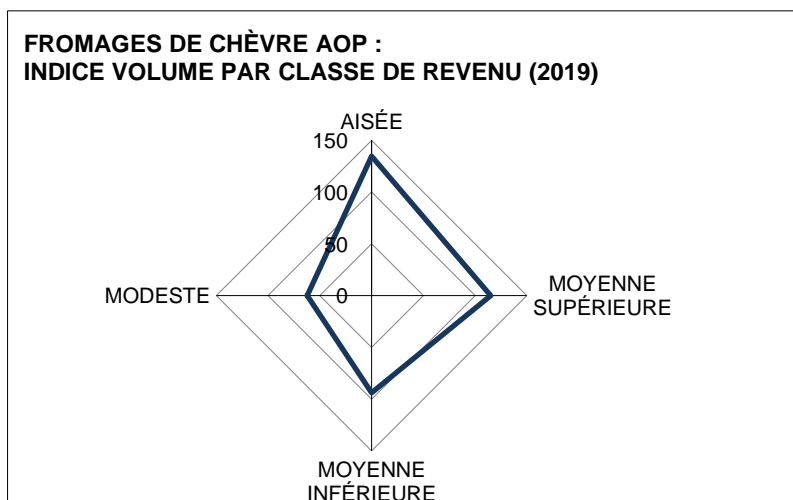 FROMAGES DE CHÈVRE AOP :
INDICE VOLUME PAR CLASSE DE REVENU (2019)
AISÉE
150
100
50
MODESTE
0
MOYENNE
SUPÉRIEURE
MOYENNE
INFÉRIEURE